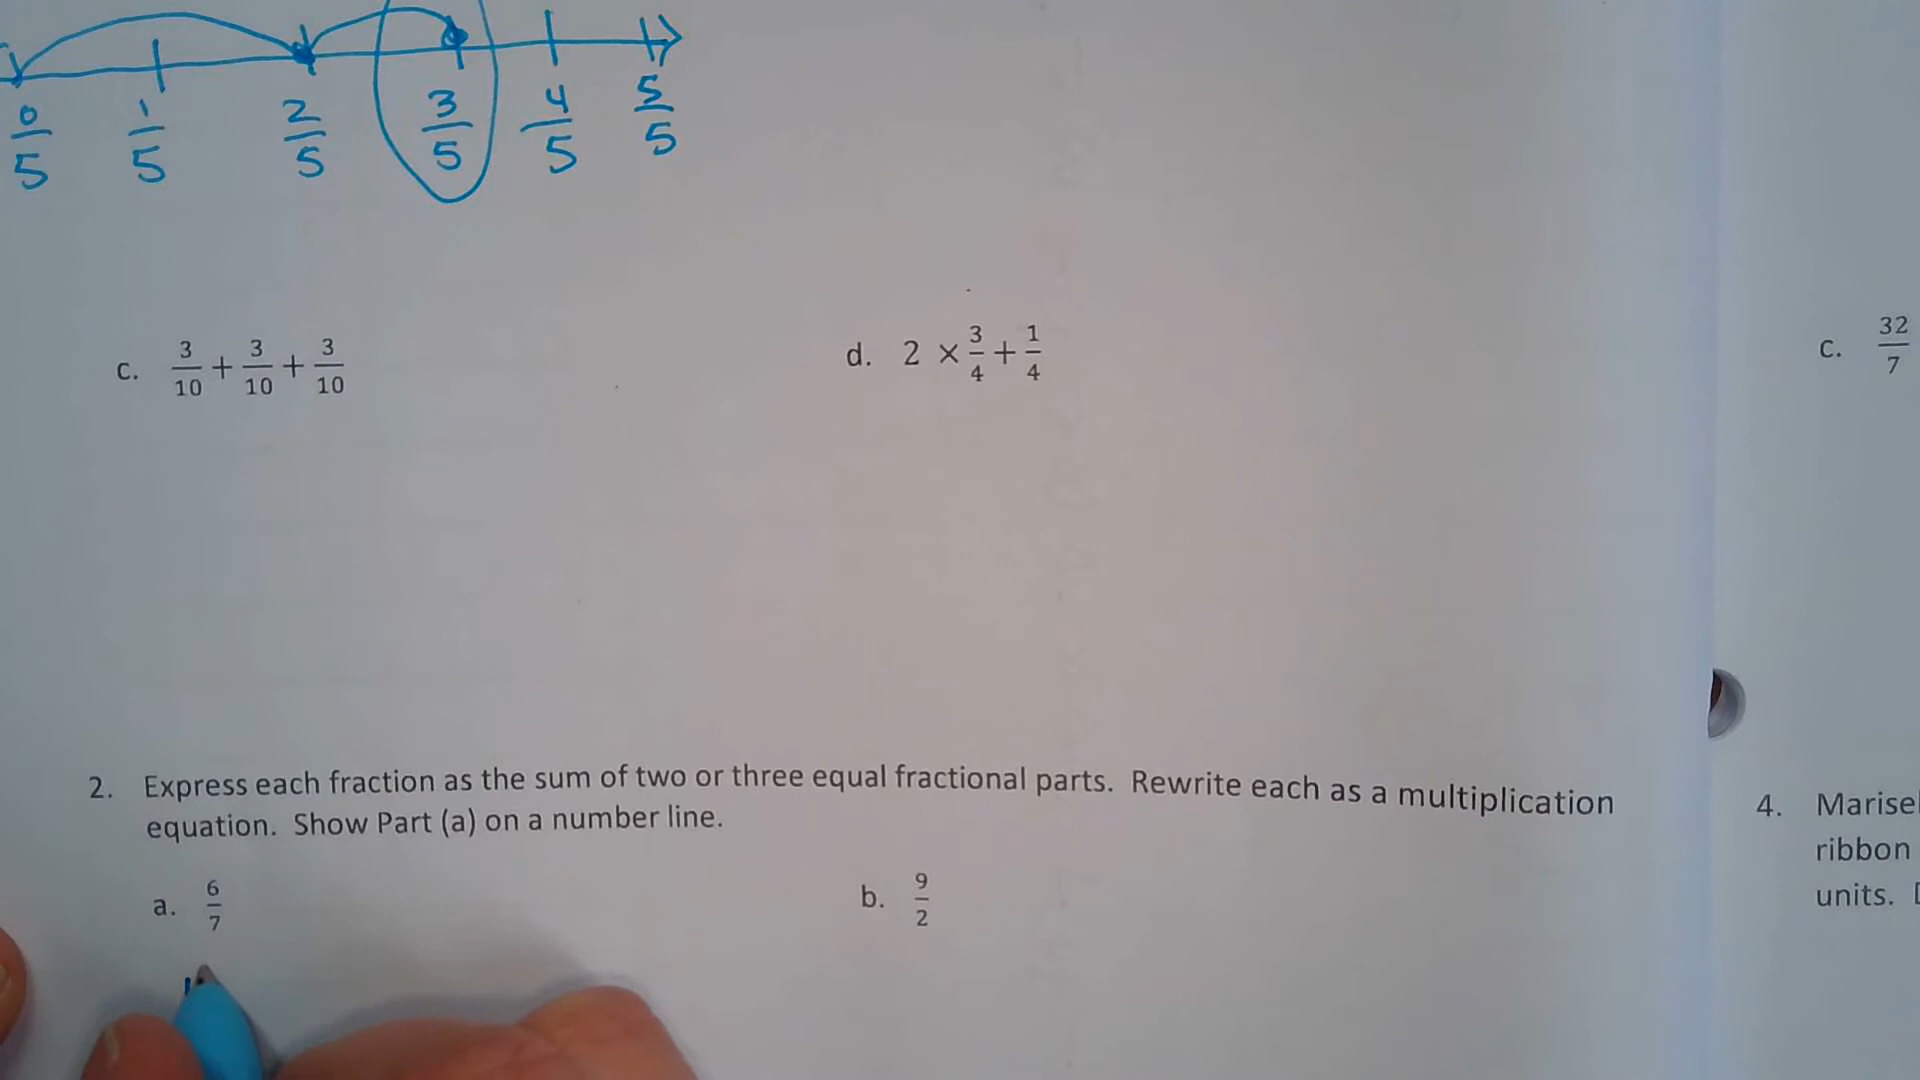 0/5 1/5 2/5 3/5 4/5 5/5
c. 3/10 + 3/10 + 3/10
d. 2 × 3/4 + 1/4
c. 32/7
2. Express each fraction as the sum of two or three equal fractional parts. Rewrite each as a multiplication
equation. Show Part (a) on a number line.
a. 6/7
b. 9/2
4. Marisel
ribbon
units.